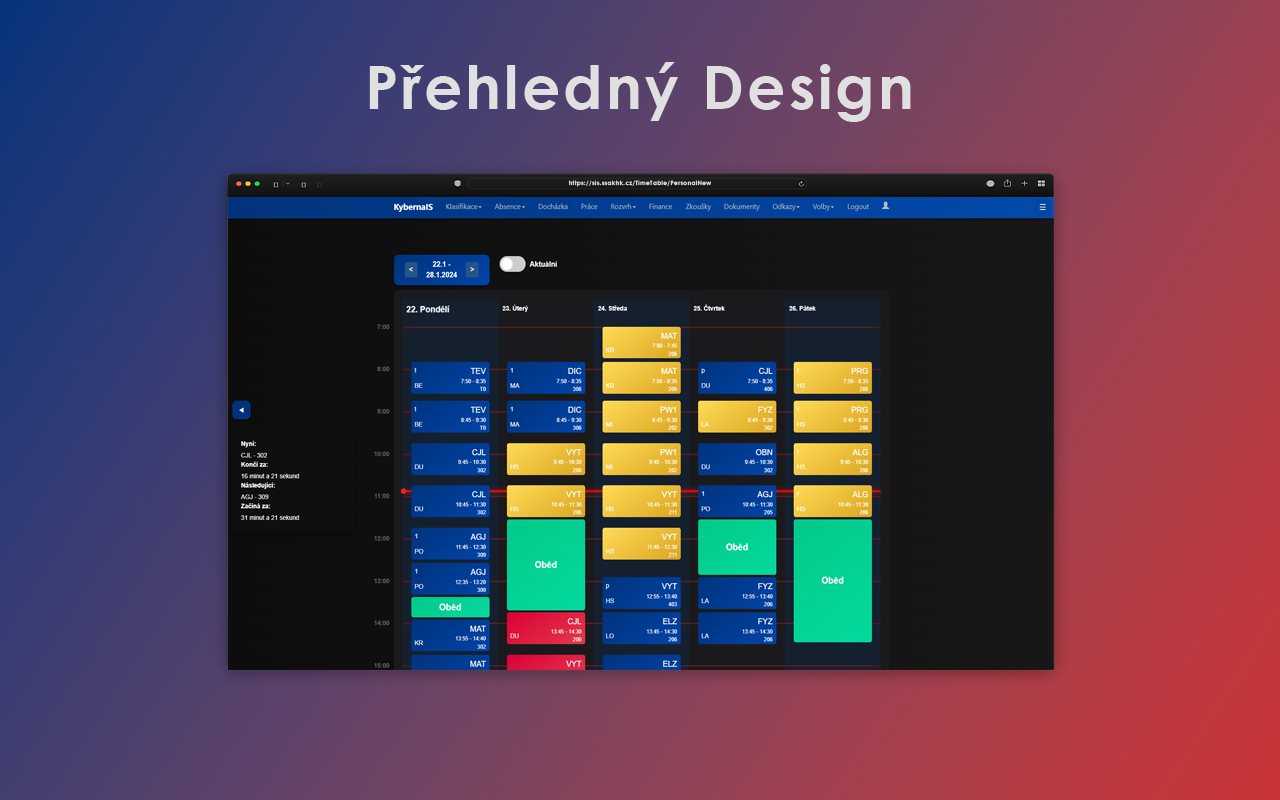 Přehledný Design
https://sis.ssakhk.cz/TimeTable/PersonalNew
KybernaIS Klasifikace Absence Docházka Práce Rozvrh Finance Zkoušky Dokumenty Odkazy Volby Logout
< 22.1 - 28.1.2024 > Aktuální
22. Pondělí 23. Úterý 24. Středa 25. Čtvrtek 26. Pátek
7:00
MAT
7:00 - 7:45
KR
206
8:00
t TEV
7:50 - 8:35
BE T0
1 DIC
7:50 - 8:35
MA 306
MAT
7:50 - 8:35
KR 206
p CJL
7:50 - 8:35
DU 406
PRG
7:50 - 8:35
HS 206
9:00
t TEV
8:45 - 9:30
BE T0
1 DIC
8:45 - 9:30
MA 306
PW1
8:45 - 9:30
MI 202
FYZ
8:45 - 9:30
LA 302
PRG
8:45 - 9:30
HS 206
10:00
CJL
9:45 - 10:30
DU 302
VYT
9:45 - 10:30
HS 206
PW1
9:45 - 10:30
MI 202
OBN
9:45 - 10:30
DU 302
ALG
9:45 - 10:30
HS 206
11:00
CJL
10:45 - 11:30
DU 302
VYT
10:45 - 11:30
HS 206
VYT
10:45 - 11:30
HS 211
1 AGJ
10:45 - 11:30
PO 205
ALG
10:45 - 11:30
HS 206
12:00
1 AGJ
11:45 - 12:30
PO 309
Oběd
VYT
11:45 - 12:30
HS 211
Oběd
Oběd
13:00
1 AGJ
12:35 - 13:20
PO 309
p VYT
12:55 - 13:40
HS 403
FYZ
12:55 - 13:40
LA 206
Oběd
14:00
MAT
13:55 - 14:40
KR 302
CJL
13:45 - 14:30
DU 206
ELZ
13:45 - 14:30
LO 206
FYZ
13:45 - 14:30
LA 206
15:00
MAT
VYT
ELZ
Nyní:
CJL - 302
Končí za:
16 minut a 21 sekund
Následující:
AGJ - 309
Začíná za:
31 minut a 21 sekund